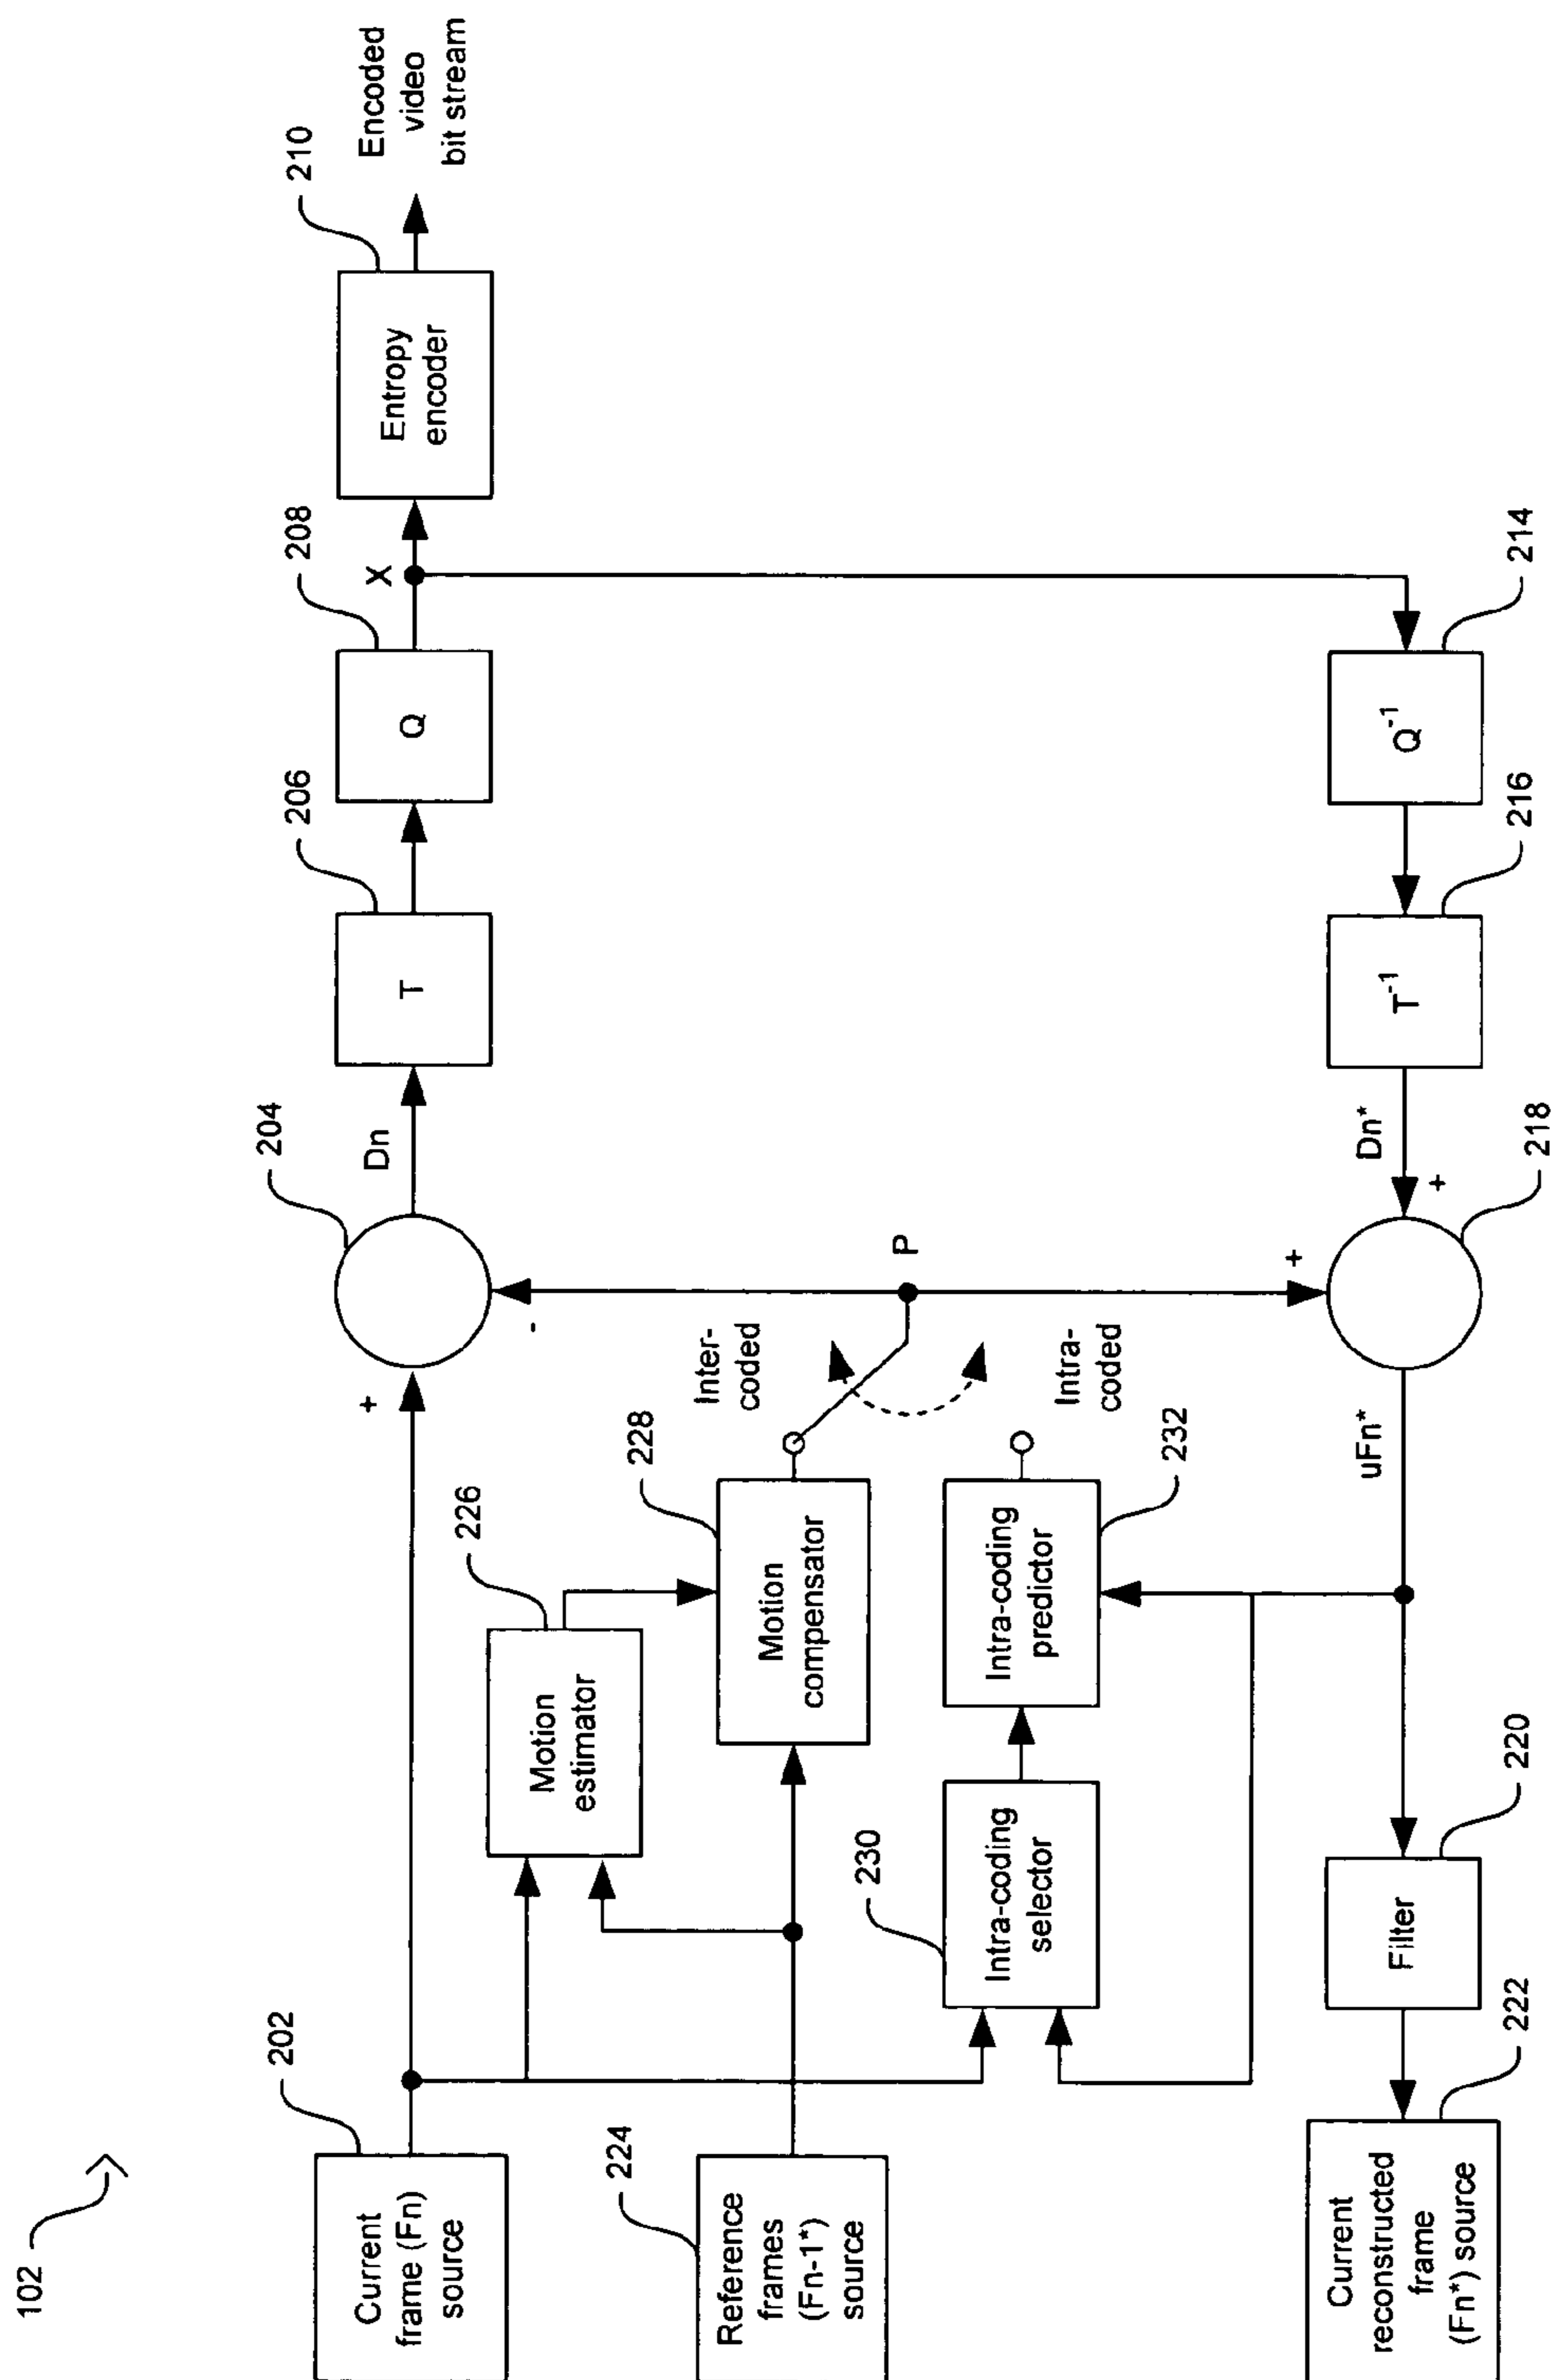 102
202
Current
frame (Fn)
source
+
204
Dn
206
T
208
Q
X
210
Entropy
encoder
Encoded
video
bit stream
-
226
Motion
estimator
224
Reference
frames
(Fn-1*)
source
228
Motion
compensator
Inter-
coded
P
230
Intra-coding
selector
Intra-coding
predictor
232
Intra-
coded
+
222
Current
reconstructed
frame
(Fn*) source
220
Filter
uFn*
218
+
Dn*
216
T-1
214
Q-1